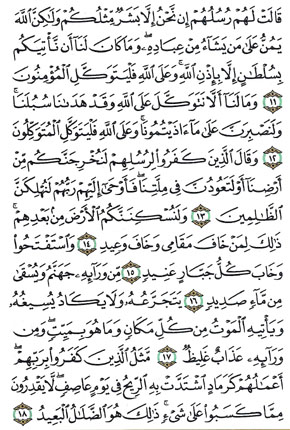 قَالَتْ لَهُمْ رُسُلُهُمْ إِن نَّحْنُ إِلَّا بَشَرٌ مِّثْلُكُمْ وَلَٰكِنَّ ٱللَّهَ
يَمُنُّ عَلَىٰ مَن يَشَآءُ مِنْ عِبَادِهِۦ ۖ وَمَا كَانَ لَنَآ أَن نَّأْتِيَكُم
بِسُلْطَٰنٍ إِلَّا بِإِذْنِ ٱللَّهِ ۚ وَعَلَى ٱللَّهِ فَلْيَتَوَكَّلِ ٱلْمُؤْمِنُونَ
١١ وَمَا لَنَآ أَلَّا نَتَوَكَّلَ عَلَى ٱللَّهِ وَقَدْ هَدَىٰنَا سُبُلَنَا ۚ
وَلَنَصْبِرَنَّ عَلَىٰ مَآ ءَاذَيْتُمُونَا ۚ وَعَلَى ٱللَّهِ فَلْيَتَوَكَّلِ ٱلْمُتَوَكِّلُونَ
١٢ وَقَالَ ٱلَّذِينَ كَفَرُوا۟ لِرُسُلِهِمْ لَنُخْرِجَنَّكُم مِّنْ
أَرْضِنَآ أَوْ لَتَعُودُنَّ فِى مِلَّتِنَا ۖ فَأَوْحَىٰٓ إِلَيْهِمْ رَبُّهُمْ لَنُهْلِكَنَّ
ٱلظَّٰلِمِينَ ١٣ وَلَنُسْكِنَنَّكُمُ ٱلْأَرْضَ مِنۢ بَعْدِهِمْ ۚ
ذَٰلِكَ لِمَنْ خَافَ مَقَامِى وَخَافَ وَعِيدِ ١٤ وَٱسْتَفْتَحُوا۟
وَخَابَ كُلُّ جَبَّارٍ عَنِيدٍ ١٥ مِّن وَرَآئِهِۦ جَهَنَّمُ وَيُسْقَىٰ
مِن مَّآءٍ صَدِيدٍ ١٦ يَتَجَرَّعُهُۥ وَلَا يَكَادُ يُسِيغُهُۥ
وَيَأْتِيهِ ٱلْمَوْتُ مِن كُلِّ مَكَانٍ وَمَا هُوَ بِمَيِّتٍ ۖ وَمِن
وَرَآئِهِۦ عَذَابٌ غَلِيظٌ ١٧ مَّثَلُ ٱلَّذِينَ كَفَرُوا۟ بِرَبِّهِمْ ۖ
أَعْمَٰلُهُمْ كَرَمَادٍ ٱشْتَدَّتْ بِهِ ٱلرِّيحُ فِى يَوْمٍ عَاصِفٍ ۖ لَّا يَقْدِرُونَ
مِمَّا كَسَبُوا۟ عَلَىٰ شَىْءٍ ۚ ذَٰلِكَ هُوَ ٱلضَّلَٰلُ ٱلْبَعِيدُ ١٨